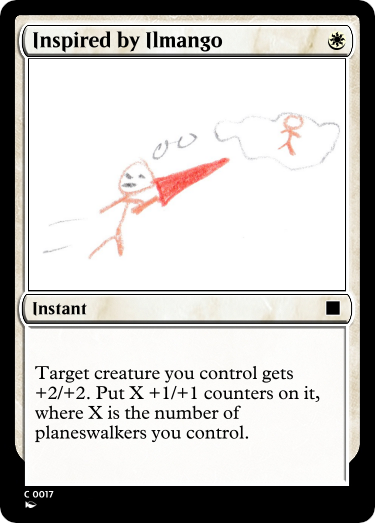 Inspired by Ilmango
Instant
Target creature you control gets
+2/+2. Put X +1/+1 counters on it,
where X is the number of
planeswalkers you control.
C 0017